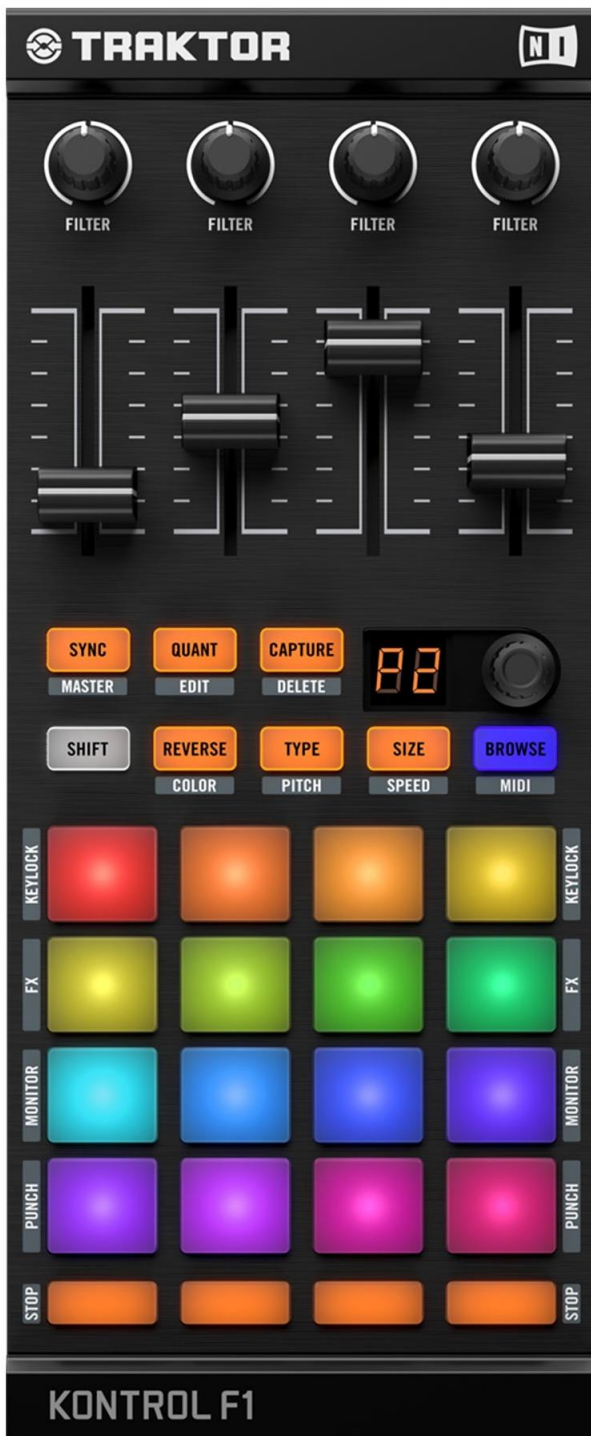 TRAKTOR NI
FILTER FILTER FILTER FILTER
SYNC QUANT CAPTURE A2
MASTER EDIT DELETE
SHIFT REVERSE TYPE SIZE BROWSE
COLOR PITCH SPEED MIDI
KEYLOCK KEYLOCK
FX FX
MONITOR MONITOR
PUNCH PUNCH
STOP STOP
KONTROL F1